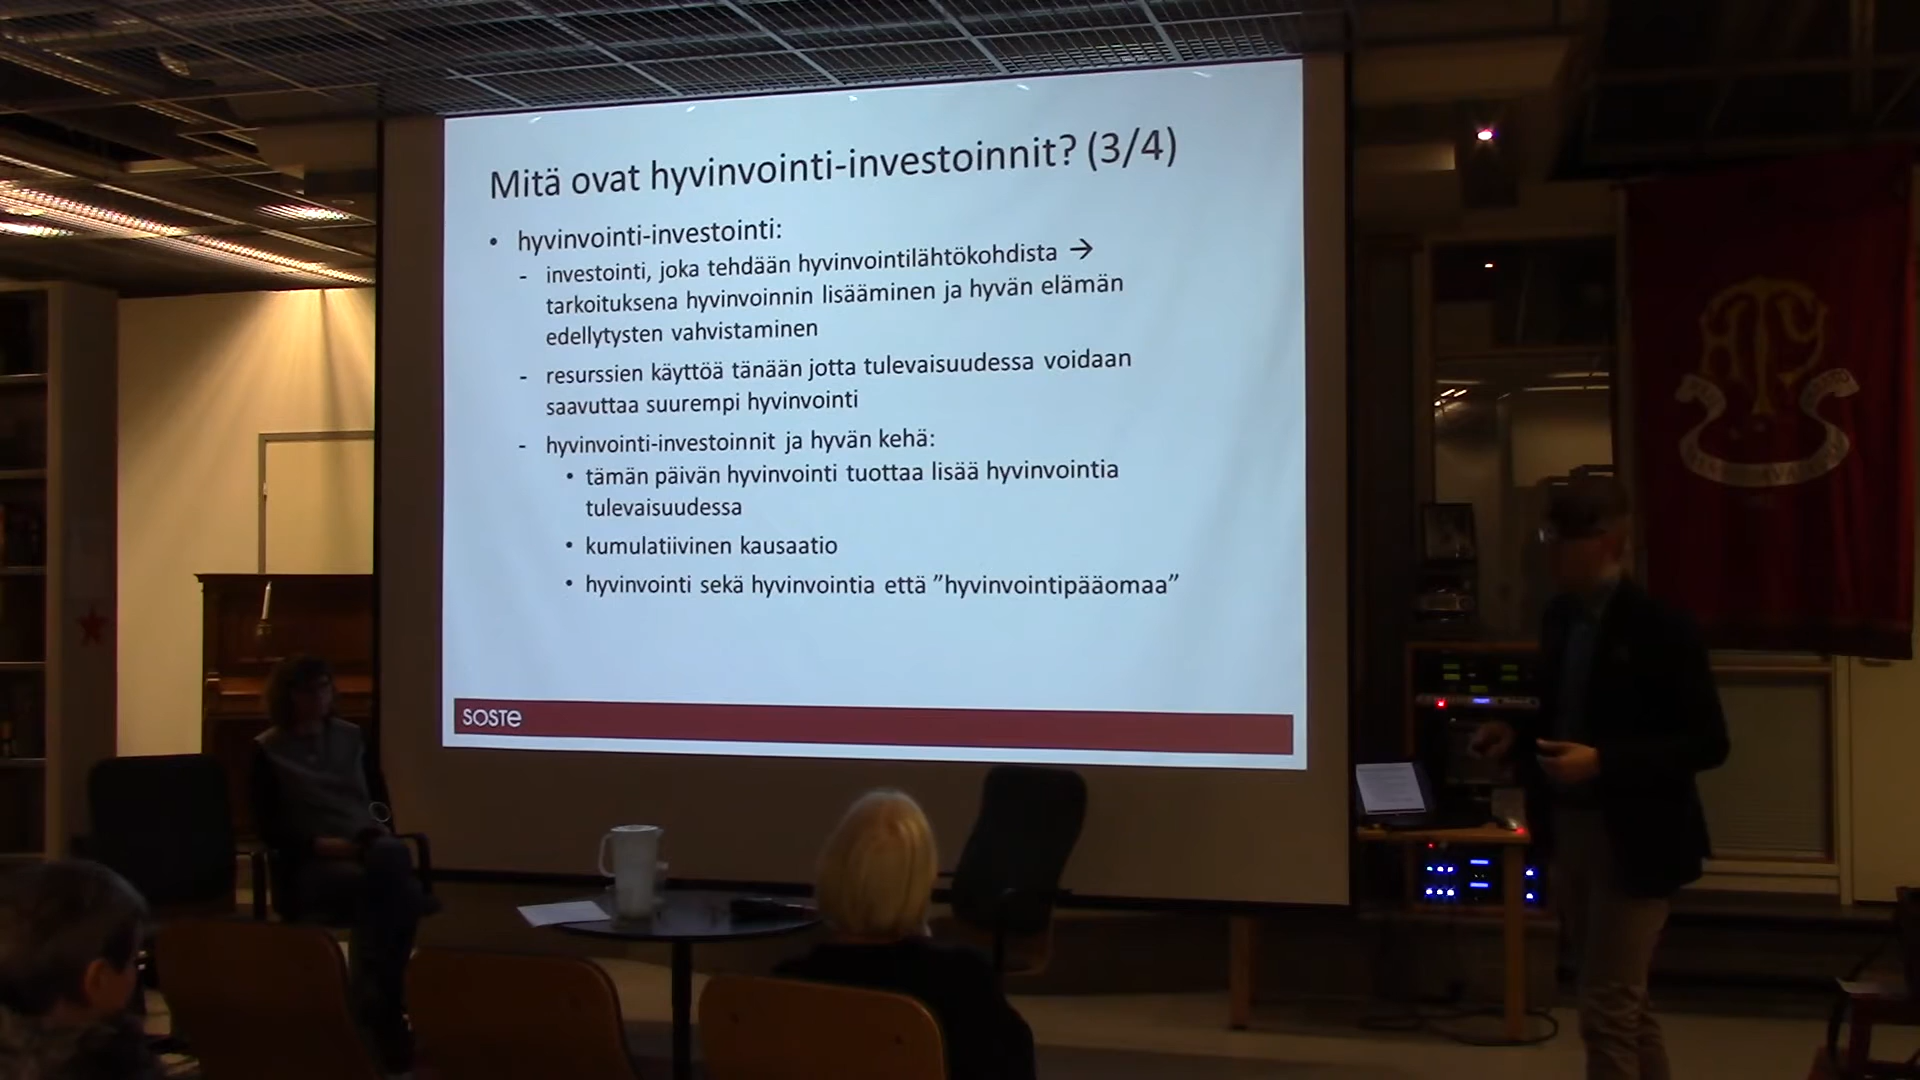 Mitä ovat hyvinvointi-investoinnit? (3/4)
• hyvinvointi-investointi:
- investointi, joka tehdään hyvinvointilähtökohdista →
tarkoituksena hyvinvoinnin lisääminen ja hyvän elämän
edellytysten vahvistaminen
- resurssien käyttöä tänään jotta tulevaisuudessa voidaan
saavuttaa suurempi hyvinvointi
- hyvinvointi-investoinnit ja hyvän kehä:
• tämän päivän hyvinvointi tuottaa lisää hyvinvointia
tulevaisuudessa
• kumulatiivinen kausaatio
• hyvinvointi sekä hyvinvointia että ”hyvinvointipääomaa”
SOSTe